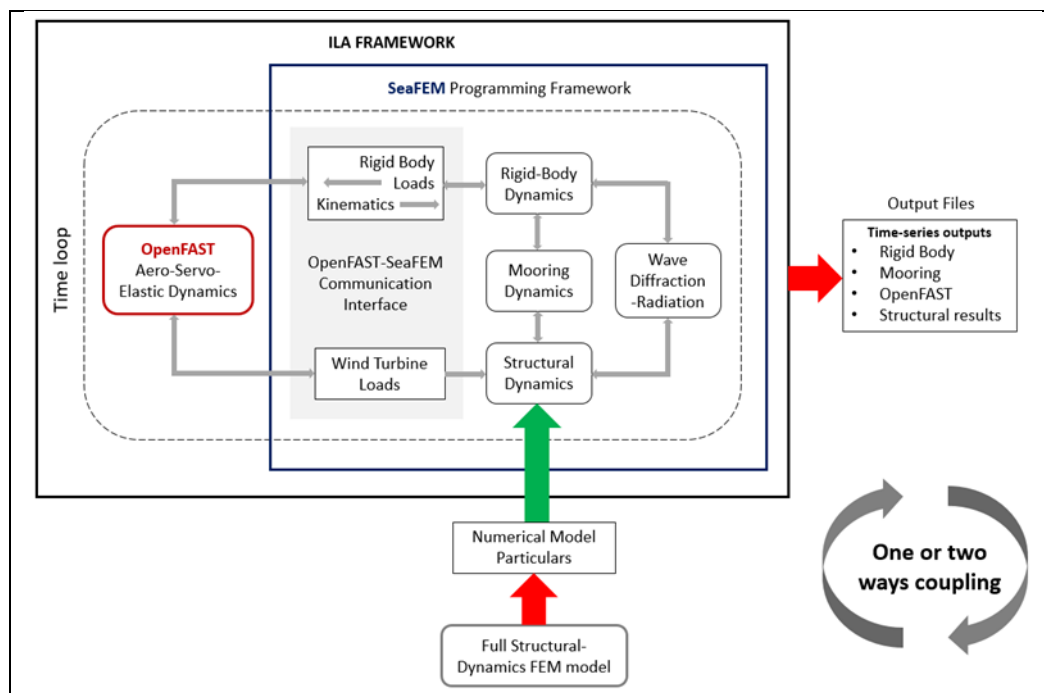 ILA FRAMEWORK
SeaFEM Programming Framework
Time loop
OpenFAST
Aero-Servo-
Elastic Dynamics
Rigid Body
Loads
Kinematics
OpenFAST-SeaFEM
Communication
Interface
Wind Turbine
Loads
Rigid-Body
Dynamics
Mooring
Dynamics
Structural
Dynamics
Wave
Diffraction
-Radiation
Output Files
Time-series outputs
• Rigid Body
• Mooring
• OpenFAST
• Structural results
Numerical Model
Particulars
Full Structural-
Dynamics FEM model
One or two
ways coupling